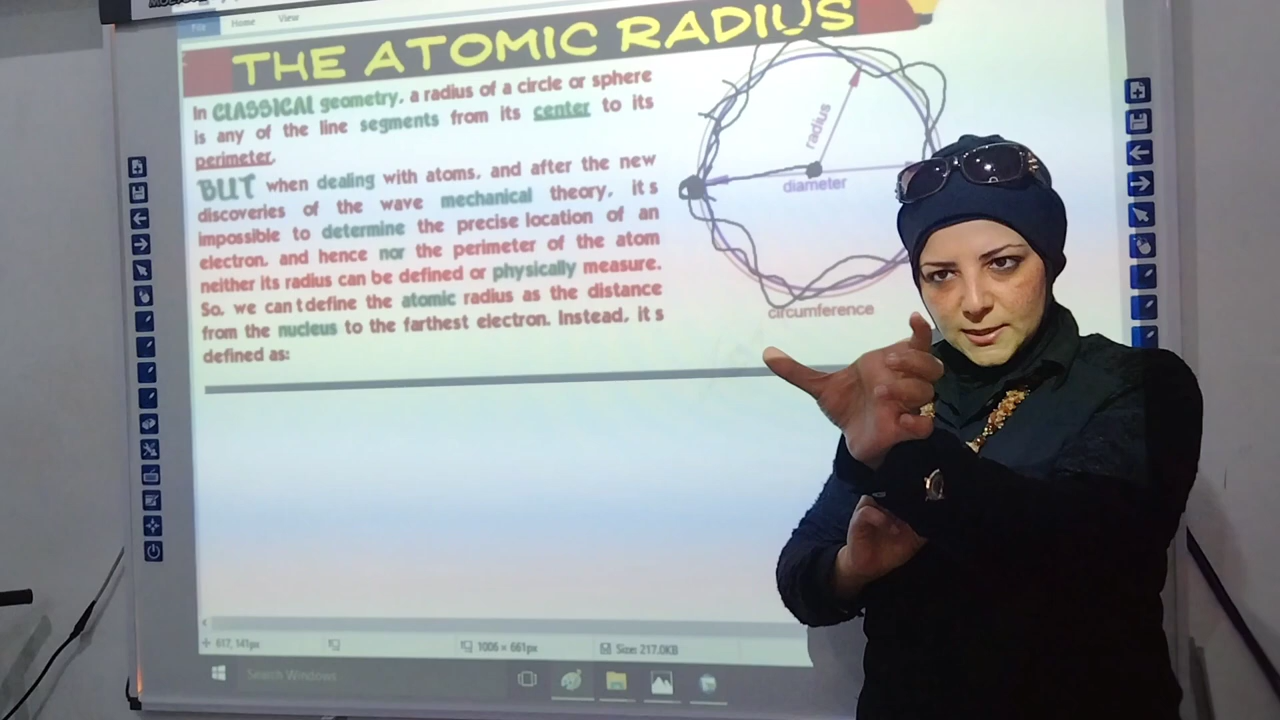 File Home View
THE ATOMIC RADIUS
In CLASSICAL geometry, a radius of a circle or sphere
is any of the line segments from its center to its
perimeter.
BUT when dealing with atoms, and after the new
discoveries of the wave mechanical theory, it s
impossible to determine the precise location of an
electron, and hence nor the perimeter of the atom
neither its radius can be defined or physically measure.
So, we can t define the atomic radius as the distance
from the nucleus to the farthest electron. Instead, it s
defined as:
radius
diameter
circumference
617, 141px 1006 × 661px Size: 217.0KB
Search Windows